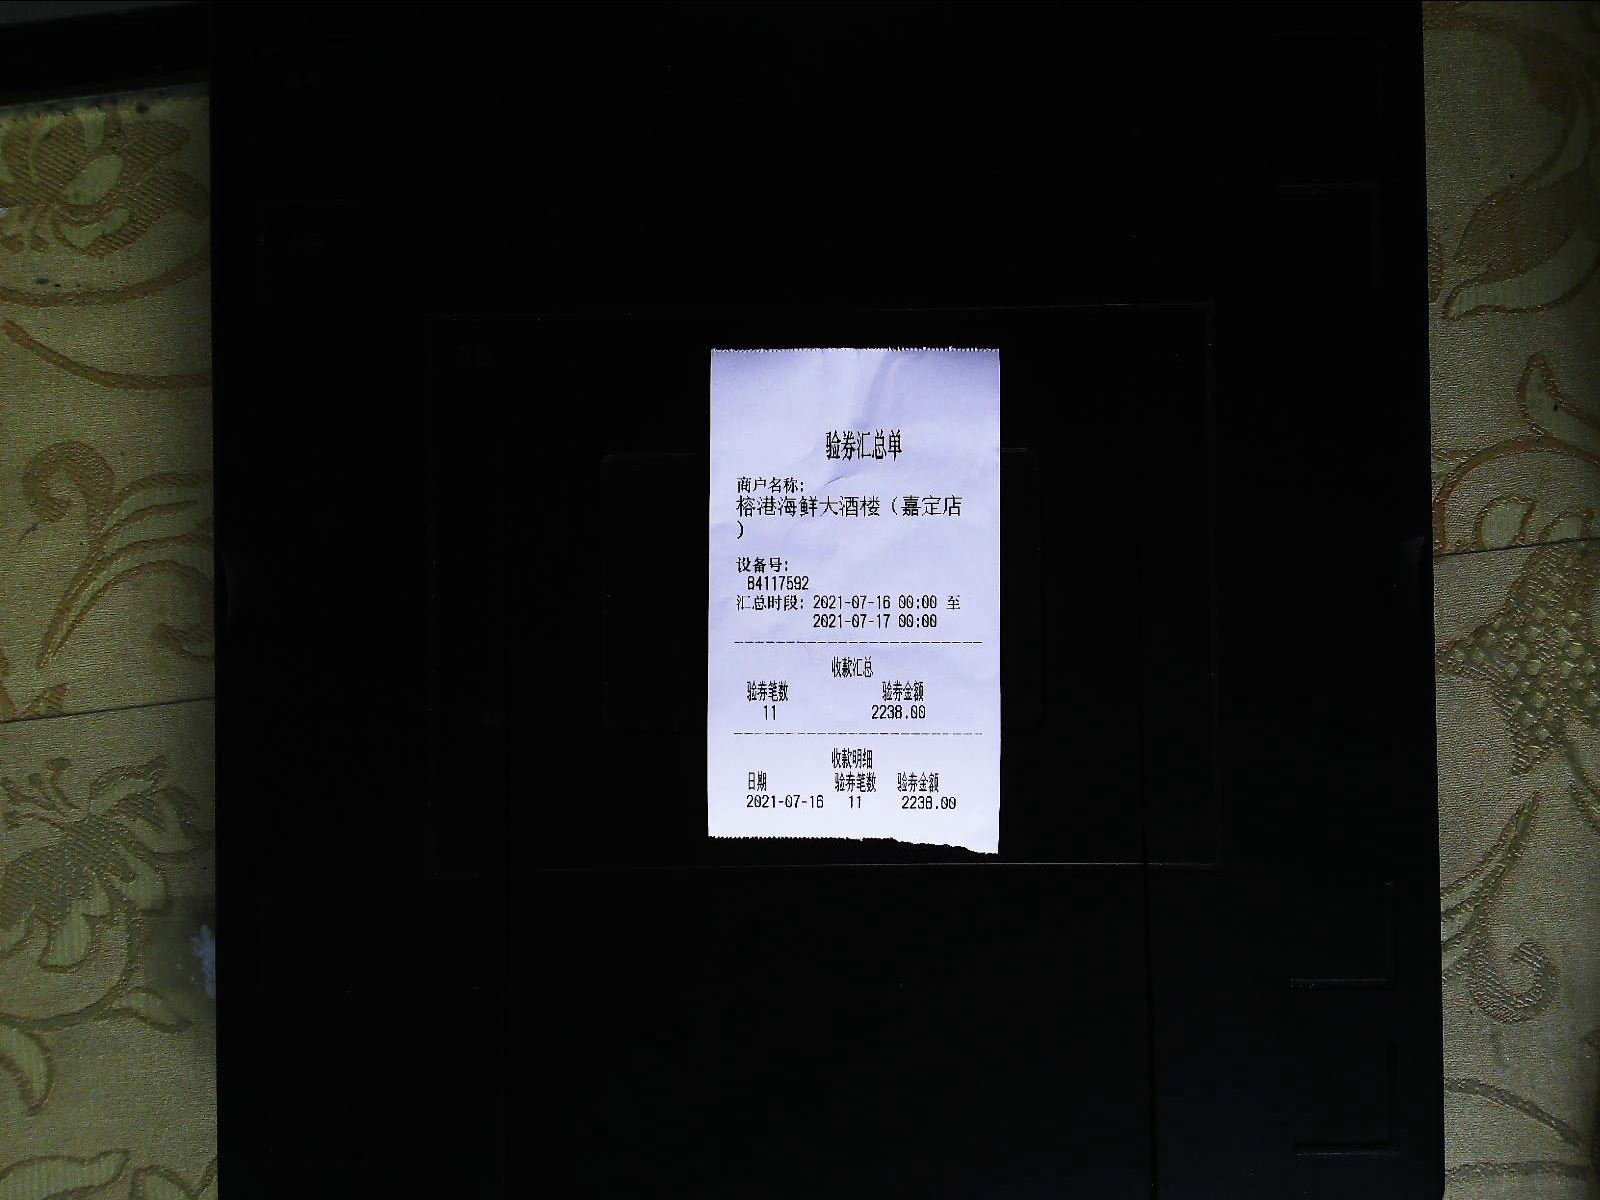 验券汇总单
商户名称:
榕港海鲜大酒楼（嘉定店
）
设备号:
84117592
汇总时段: 2021-07-16 00:00 至
2021-07-17 00:00
收款汇总
验券笔数 验券金额
11 2238.00
收款明细
日期 验券笔数 验券金额
2021-07-16 11 2238.00